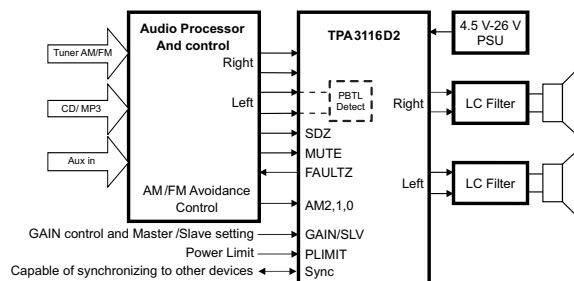 Audio Processor
And control
TPA3116D2
4.5 V-26 V
PSU
Tuner AM/FM
Right
PBTL
Detect
Left
Right
LC Filter
CD/ MP3
SDZ
MUTE
Aux in
FAULTZ
Left
LC Filter
AM/FM Avoidance
Control
AM2,1,0
GAIN control and Master /Slave setting
GAIN/SLV
Power Limit
PLIMIT
Capable of synchronizing to other devices
Sync